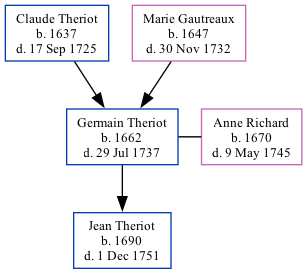 Claude Theriot
b. 1637
d. 17 Sep 1725
Marie Gautreaux
b. 1647
d. 30 Nov 1732
Germain Theriot
b. 1662
d. 29 Jul 1737
Anne Richard
b. 1670
d. 9 May 1745
Jean Theriot
b. 1690
d. 1 Dec 1751